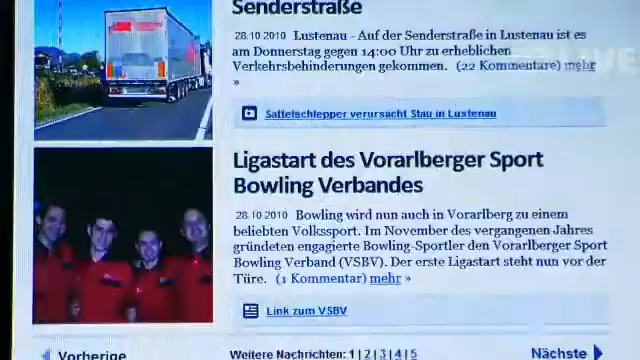 Senderstraße
28.10.2010 Lustenau - Auf der Senderstraße in Lustenau ist es
am Donnerstag gegen 14:00 Uhr zu erheblichen
Verkehrsbehinderungen gekommen. (22 Kommentare) mehr
»
LIVE
Sattelschlepper verursacht Stau in Lustenau
Ligastart des Vorarlberger Sport
Bowling Verbandes
28.10.2010 Bowling wird nun auch in Vorarlberg zu einem
beliebten Volkssport. Im November des vergangenen Jahres
gründeten engagierte Bowling-Sportler den Vorarlberger Sport
Bowling Verband (VSBV). Der erste Ligastart steht nun vor der
Türe. (1 Kommentar) mehr »
Link zum VSBV
Vorherige
Weitere Nachrichten: 1|2|3|4|5
Nächste